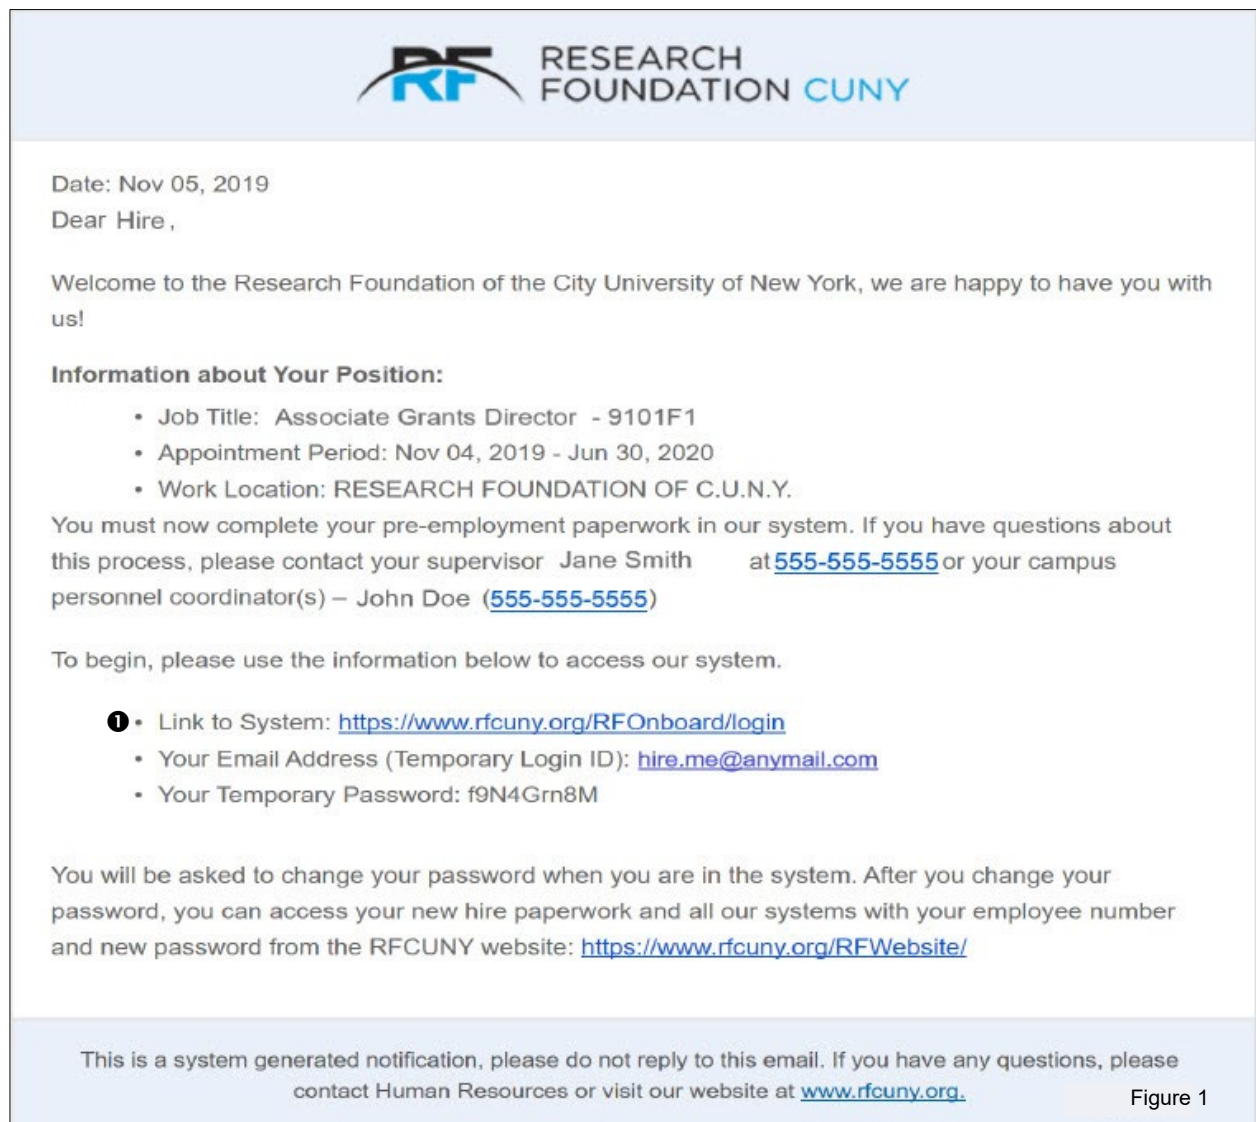 RF RESEARCH
FOUNDATION CUNY
Date: Nov 05, 2019
Dear Hire,
Welcome to the Research Foundation of the City University of New York, we are happy to have you with
us!
Information about Your Position:
• Job Title: Associate Grants Director - 9101F1
• Appointment Period: Nov 04, 2019 - Jun 30, 2020
• Work Location: RESEARCH FOUNDATION OF C.U.N.Y.
You must now complete your pre-employment paperwork in our system. If you have questions about
this process, please contact your supervisor Jane Smith at 555-555-5555 or your campus
personnel coordinator(s) – John Doe (555-555-5555)
To begin, please use the information below to access our system.
❶ • Link to System: https://www.rfcuny.org/RFOnboard/login
• Your Email Address (Temporary Login ID): hire.me@anymail.com
• Your Temporary Password: f9N4Grn8M
You will be asked to change your password when you are in the system. After you change your
password, you can access your new hire paperwork and all our systems with your employee number
and new password from the RFCUNY website: https://www.rfcuny.org/RFWebsite/
This is a system generated notification, please do not reply to this email. If you have any questions, please
contact Human Resources or visit our website at www.rfcuny.org.
Figure 1